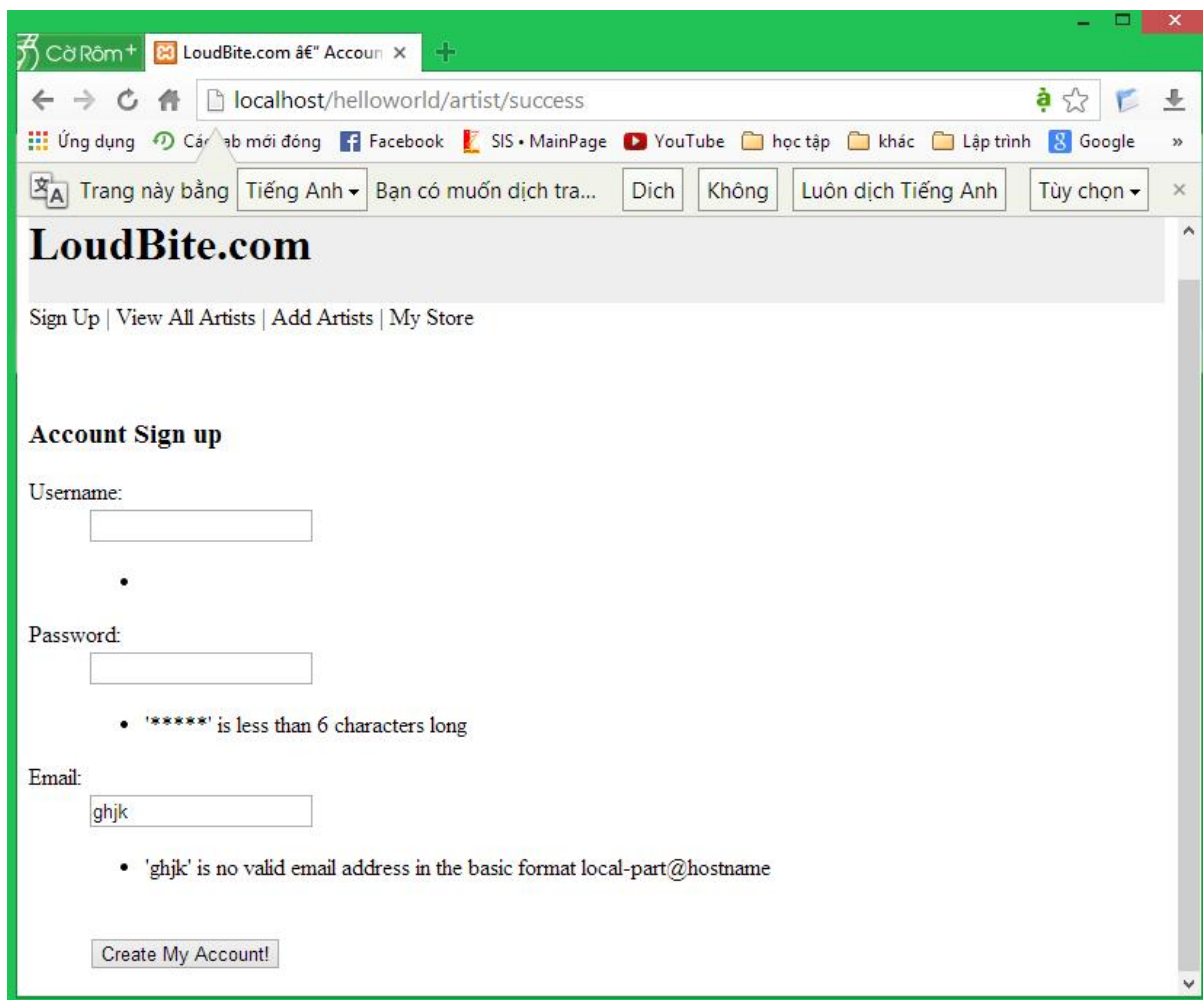 Cờ Rôm+ LoudBite.com â€“ Accoun
localhost/helloworld/artist/success
Ứng dụng Facebook SIS • MainPage YouTube học tập khác Lập trình Google »
Trang này bằng Tiếng Anh Bạn có muốn dịch tra... Dich Không Luôn dịch Tiếng Anh Tùy chọn
LoudBite.com
Sign Up | View All Artists | Add Artists | My Store
Account Sign up
Username:
Password:
'*****' is less than 6 characters long
Email:
ghjk
'ghjk' is no valid email address in the basic format local-part@hostname
Create My Account!